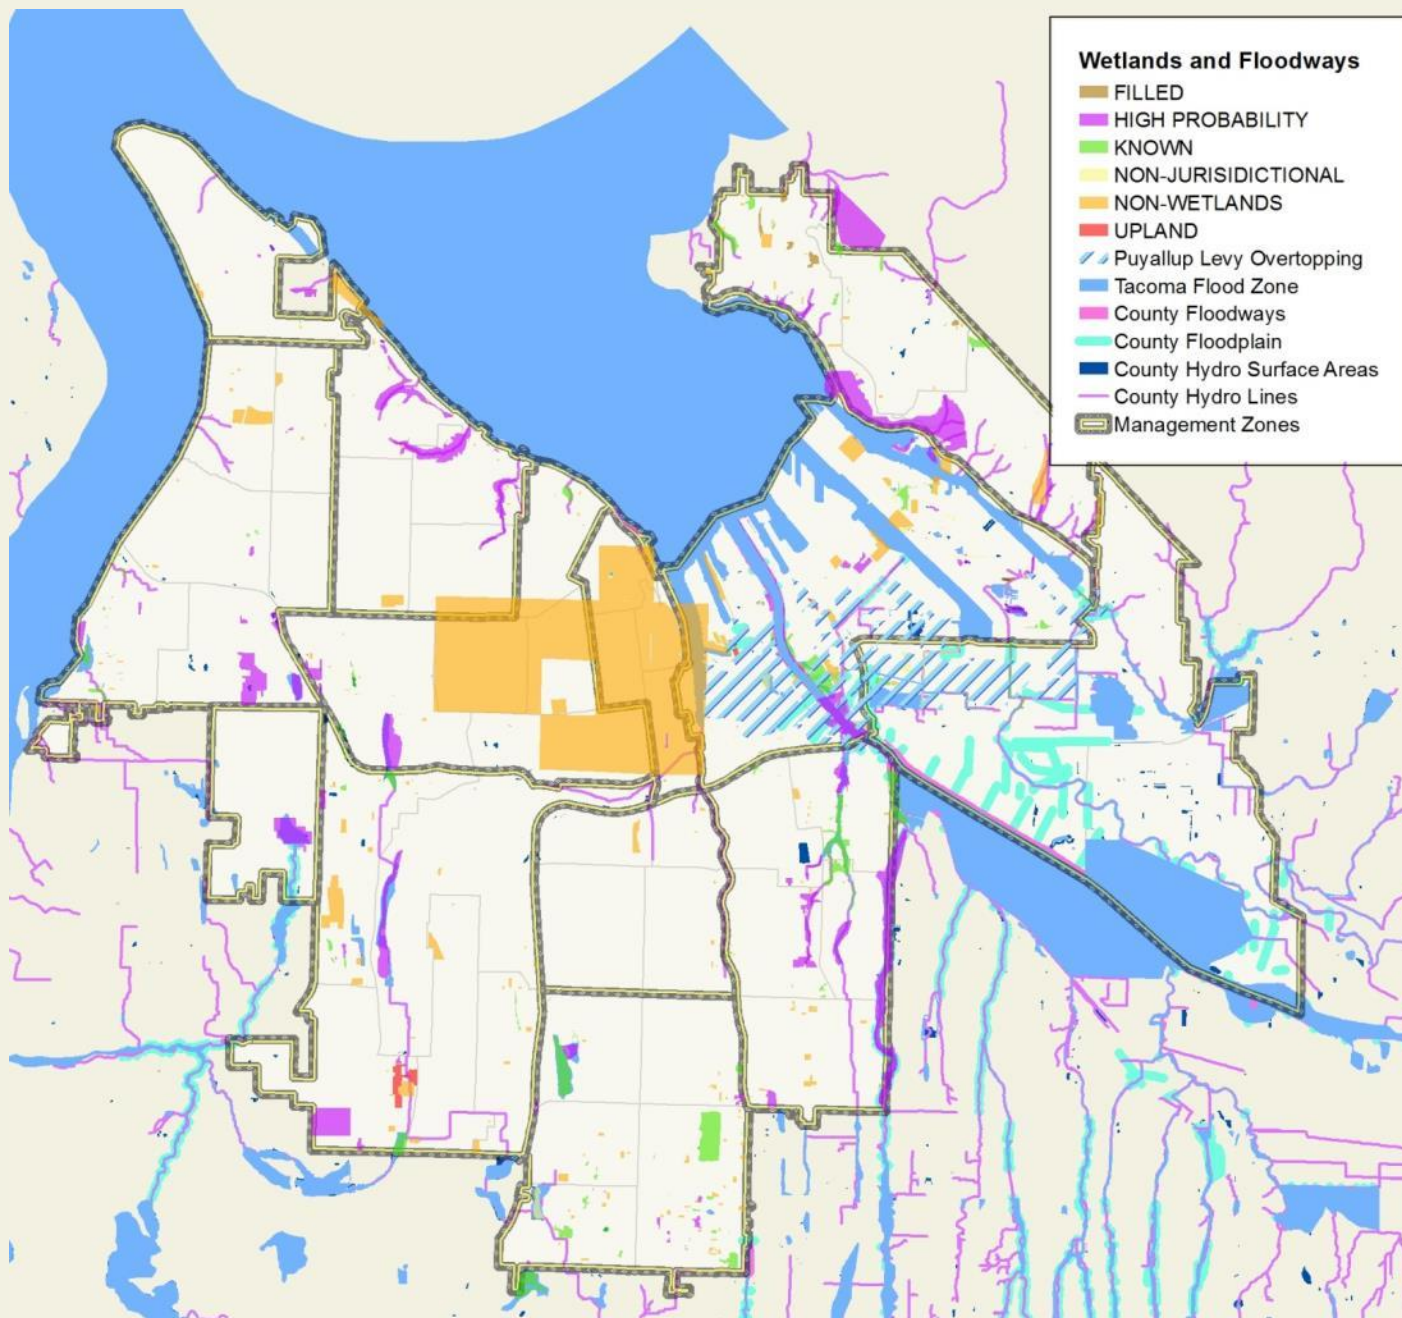 Wetlands and Floodways
FILLED
HIGH PROBABILITY
KNOWN
NON-JURISIDICTIONAL
NON-WETLANDS
UPLAND
Puyallup Levy Overtopping
Tacoma Flood Zone
County Floodways
County Floodplain
County Hydro Surface Areas
County Hydro Lines
Management Zones